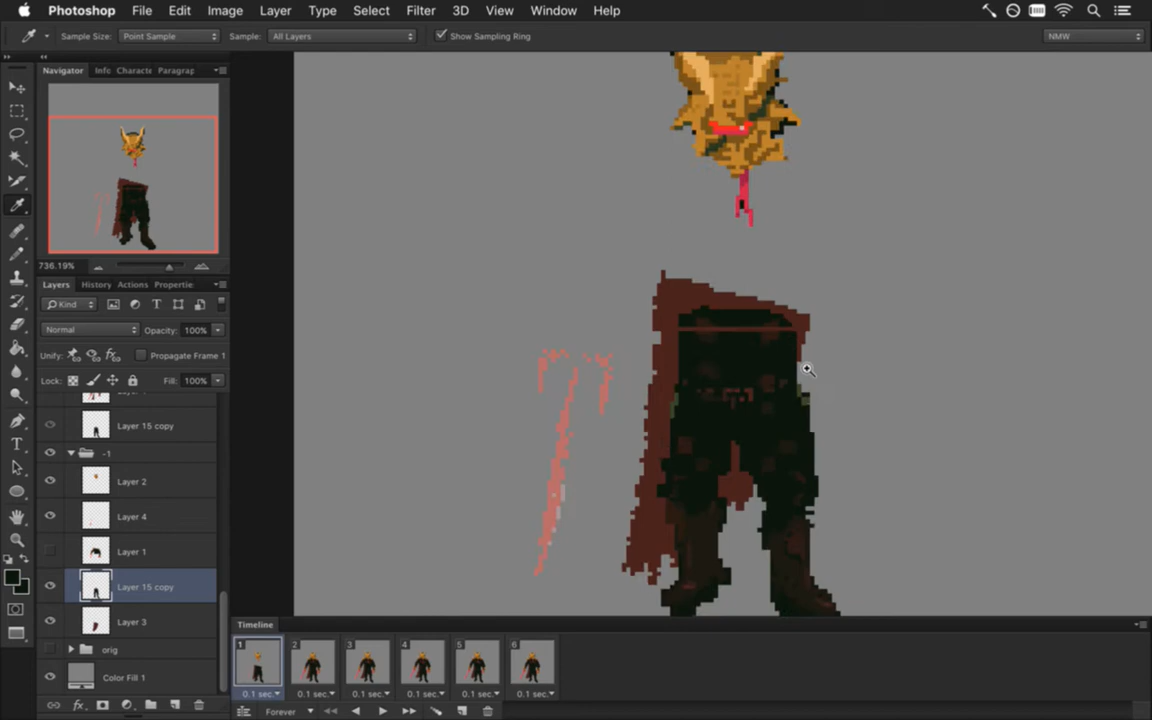 Photoshop File Edit Image Layer Type Select Filter 3D View Window Help
Sample Size: Point Sample Sample: All Layers Show Sampling Ring NMW
Navigator Info Characte Paragrap
736.19%
Layers History Actions Propertie
Kind
Normal Opacity: 100%
Unify: Propagate Frame 1
Lock: Fill: 100%
Layer 15 copy
-1
Layer 2
Layer 4
Layer 1
Layer 15 copy
Layer 3
orig
Color Fill 1
fx
Timeline
1 2 3 4 5 6
0.1 sec. 0.1 sec. 0.1 sec. 0.1 sec. 0.1 sec. 0.1 sec.
Forever